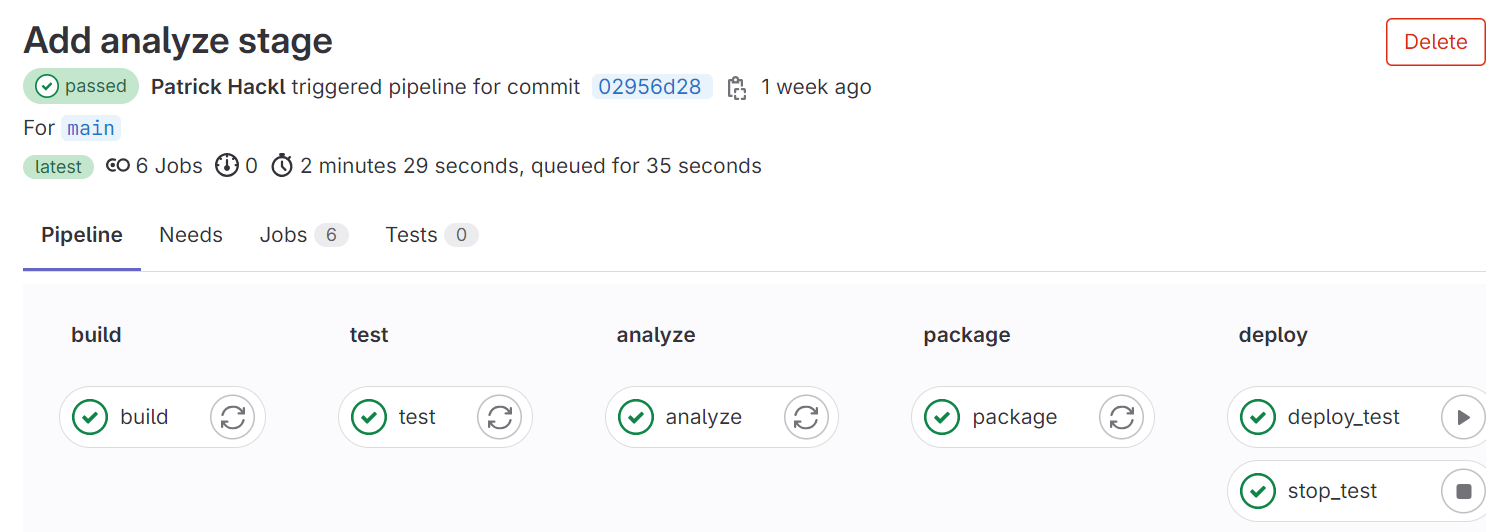 Add analyze stage
Delete
passed Patrick Hackl triggered pipeline for commit 02956d28 1 week ago
For main
latest 6 Jobs 0 2 minutes 29 seconds, queued for 35 seconds
Pipeline Needs Jobs 6 Tests 0
build test analyze package deploy
build test analyze package deploy_test
stop_test